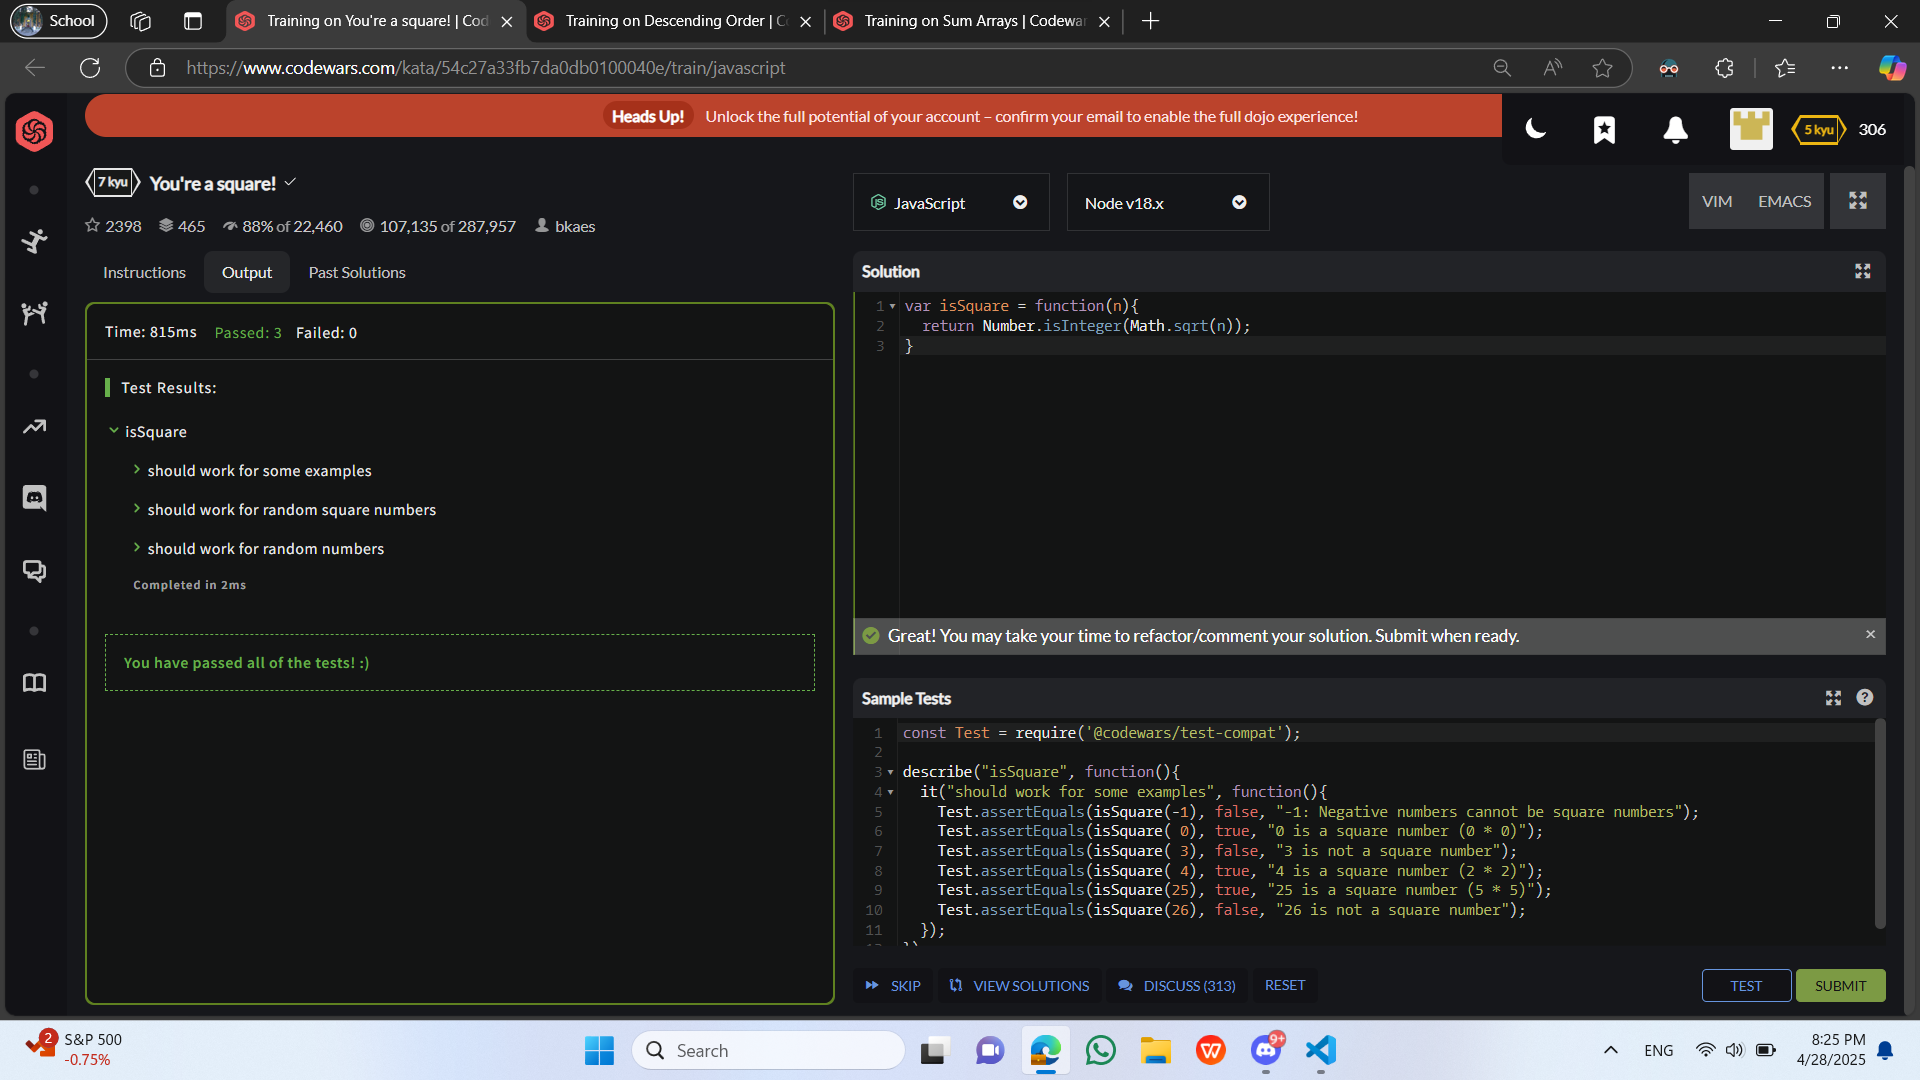 School
Training on You're a square! | Cod
Training on Descending Order | C
Training on Sum Arrays | Codewar
https://www.codewars.com/kata/54c27a33fb7da0db0100040e/train/javascript
Heads Up! Unlock the full potential of your account – confirm your email to enable the full dojo experience!
5 kyu 306
7 kyu You're a square!
2398 465 88% of 22,460 107,135 of 287,957 bkaes
Instructions Output Past Solutions
Time: 815ms Passed: 3 Failed: 0
Test Results:
isSquare
should work for some examples
should work for random square numbers
should work for random numbers
Completed in 2ms
You have passed all of the tests! :)
JavaScript Node v18.x VIM EMACS
Solution
1 var isSquare = function(n){
2 return Number.isInteger(Math.sqrt(n));
3 }
Great! You may take your time to refactor/comment your solution. Submit when ready.
Sample Tests
1 const Test = require('@codewars/test-compat');
2
3 describe("isSquare", function(){
4 it("should work for some examples", function(){
5 Test.assertEquals(isSquare(-1), false, "-1: Negative numbers cannot be square numbers");
6 Test.assertEquals(isSquare( 0), true, "0 is a square number (0 * 0)");
7 Test.assertEquals(isSquare( 3), false, "3 is not a square number");
8 Test.assertEquals(isSquare( 4), true, "4 is a square number (2 * 2)");
9 Test.assertEquals(isSquare(25), true, "25 is a square number (5 * 5)");
10 Test.assertEquals(isSquare(26), false, "26 is not a square number");
11 });
SKIP VIEW SOLUTIONS DISCUSS (313) RESET TEST SUBMIT
2 S&P 500
-0.75%
Search
9+
ENG
8:25 PM
4/28/2025